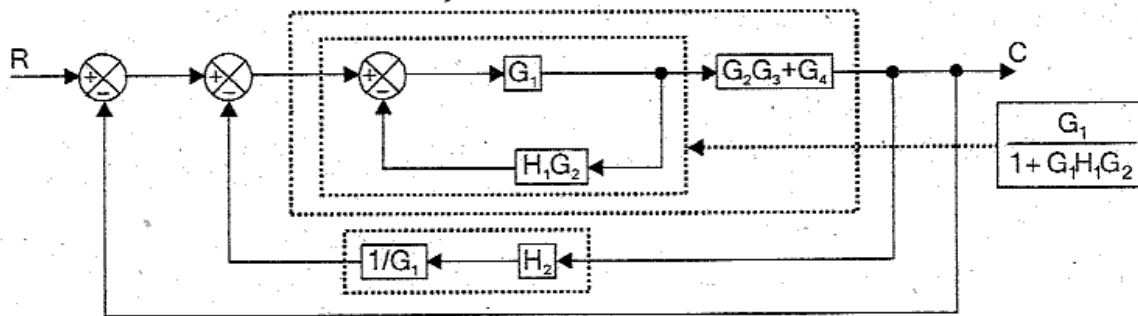 R
+
-
+
-
+
-
G₁
G₂G₃+G₄
C
H₁G₂
G₁
1+G₁H₁G₂
1/G₁
H₂